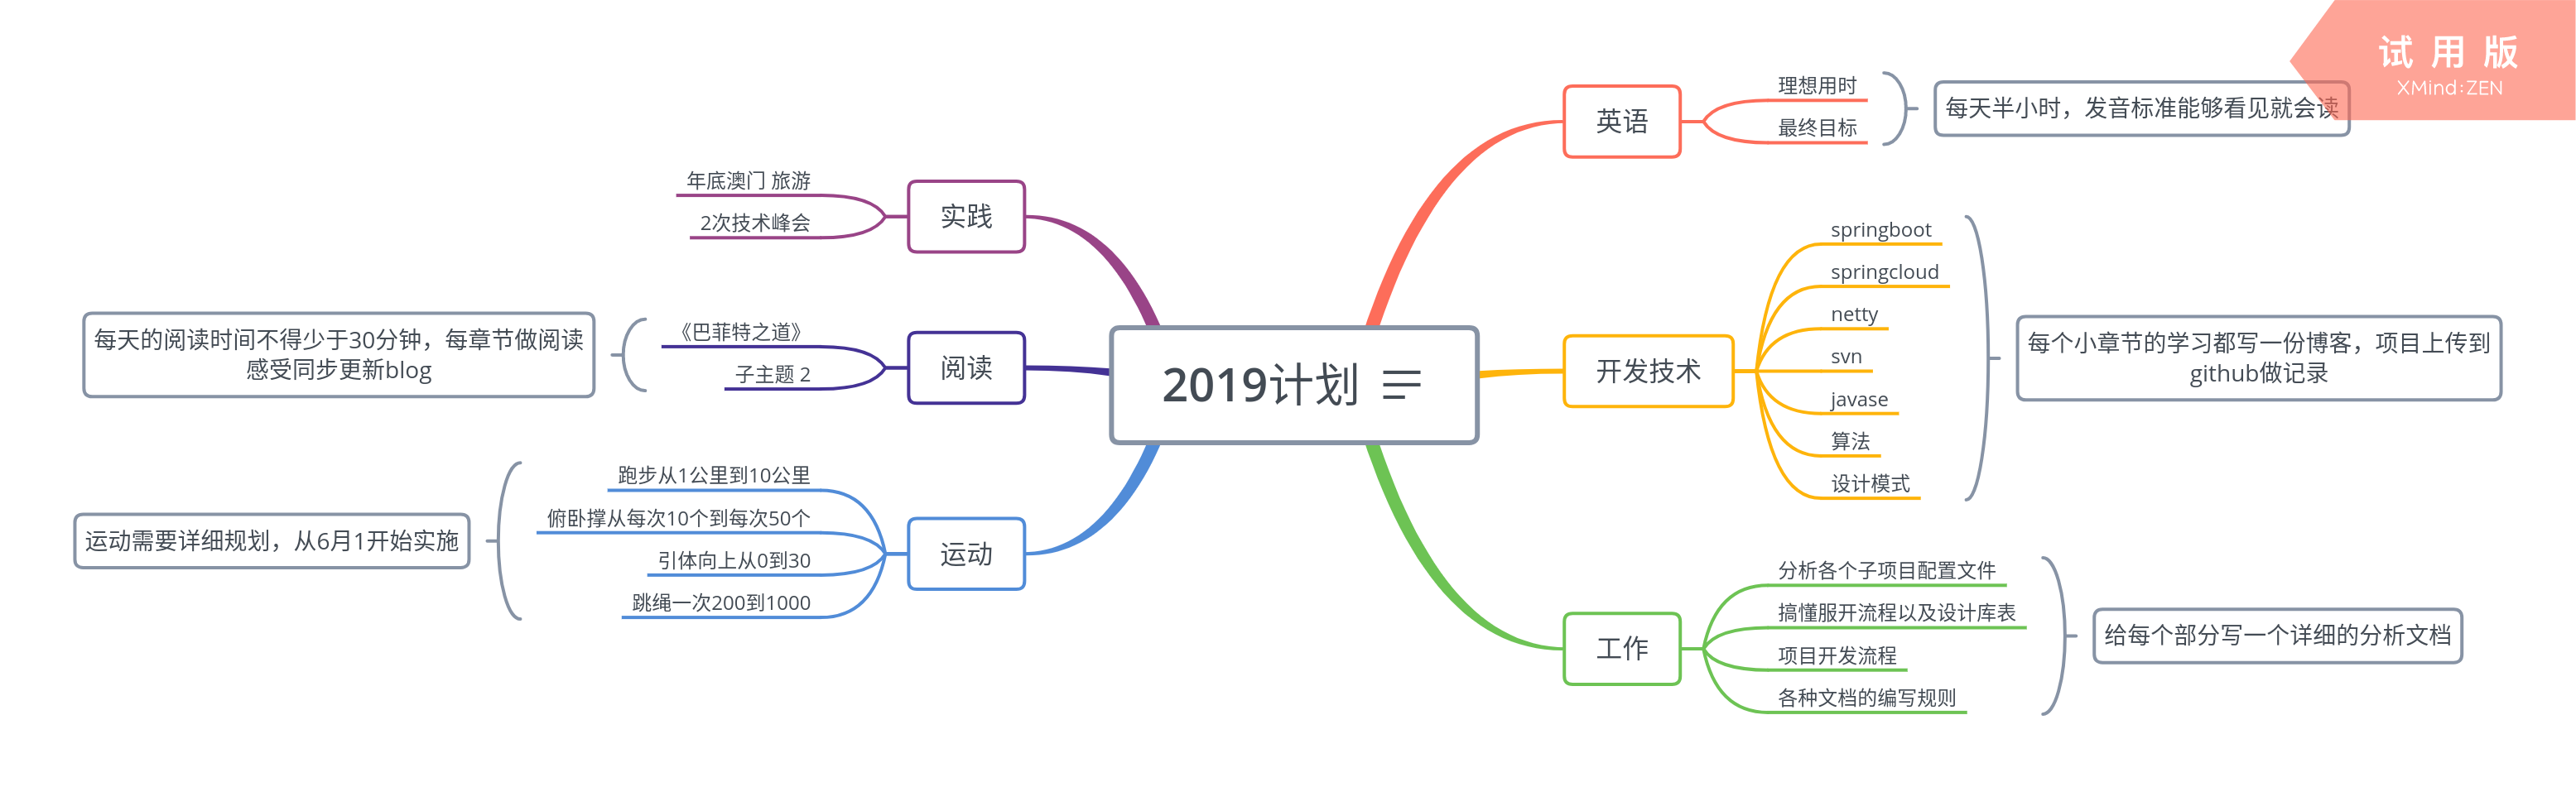 试用版
XMind:ZEN
2019计划
英语
理想用时
最终目标
每天半小时，发音标准能够看见就会读
开发技术
springboot
springcloud
netty
svn
javase
算法
设计模式
每个小章节的学习都写一份博客，项目上传到
github做记录
工作
分析各个子项目配置文件
搞懂服开流程以及设计库表
项目开发流程
各种文档的编写规则
给每个部分写一个详细的分析文档
实践
年底澳门 旅游
2次技术峰会
阅读
《巴菲特之道》
子主题 2
每天的阅读时间不得少于30分钟，每章节做阅读
感受同步更新blog
运动
跑步从1公里到10公里
俯卧撑从每次10个到每次50个
引体向上从0到30
跳绳一次200到1000
运动需要详细规划，从6月1开始实施